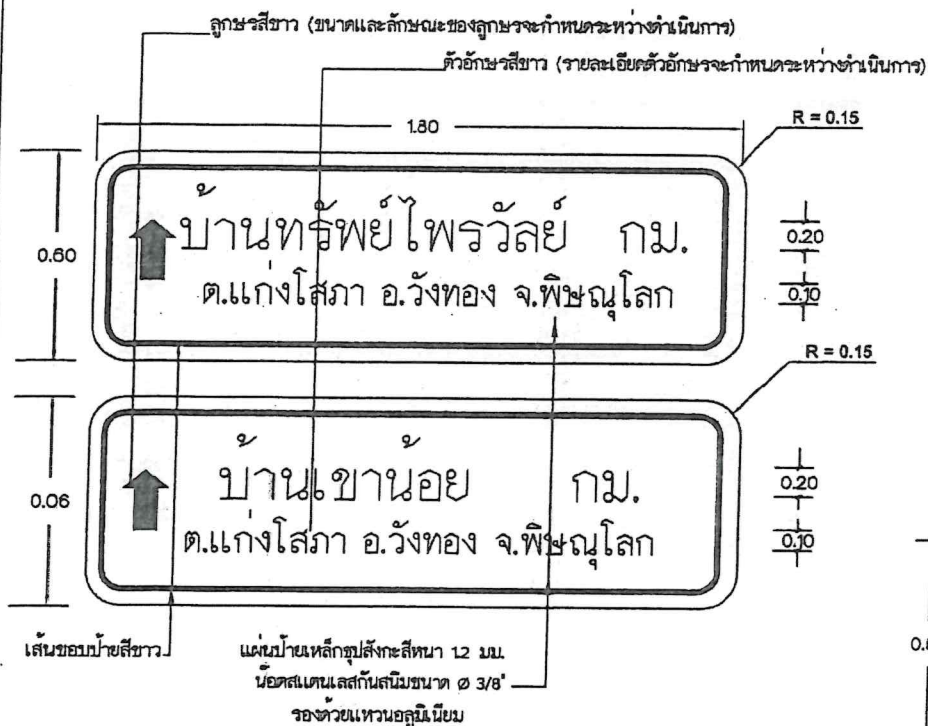 ลูกษรสีขาว (ขนาดและลักษณะของลูกษรจะกำหนดระหว่างดำเนินการ)
ตัวอักษรสีขาว (รายละเอียดตัวอักษรจะกำหนดระหว่างดำเนินการ)
1.80
R = 0.15
0.60
บ้านทรัพย์ไพรวัลย์ กม.
ต.แก่งโสภา อ.วังทอง จ.พิษณุโลก
0.20
0.10
R = 0.15
0.06
บ้านเขาน้อย กม.
ต.แก่งโสภา อ.วังทอง จ.พิษณุโลก
0.20
0.10
เส้นขอบป้ายสีขาว
แผ่นป้ายเหล็กชุปสังกะสีหนา 1.2 มม.
น๊อตสแตนเลสกันสนิมขนาด Ø 3/8"
รองด้วยแหวนอลูมิเนียม